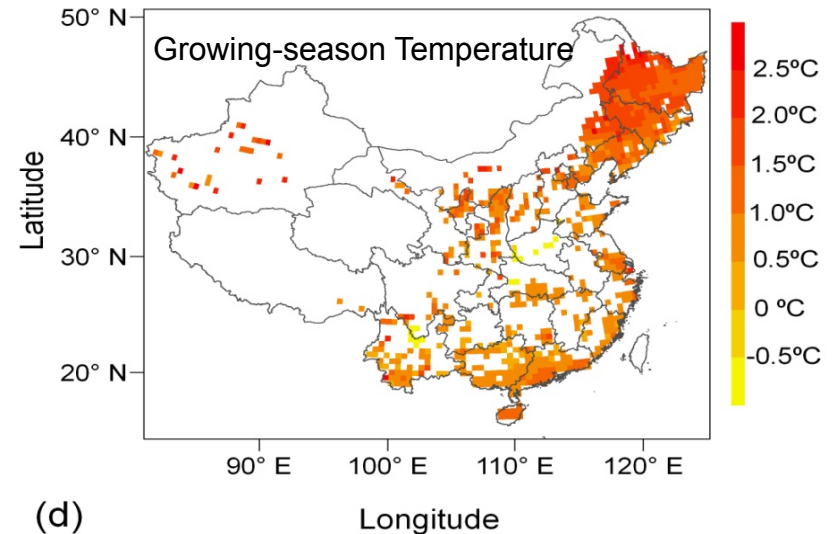 Growing-season Temperature
50° N
40° N
30° N
20° N
Latitude
90° E 100° E 110° E 120° E
Longitude
2.5ºC
2.0ºC
1.5ºC
1.0ºC
0.5ºC
0 ºC
-0.5ºC
(d)